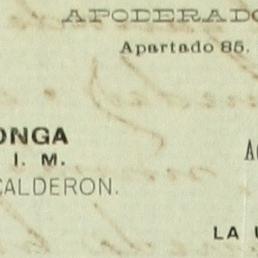 APODERADO
Apartado 85.
ONGA
I. M.
CALDERON.
LA